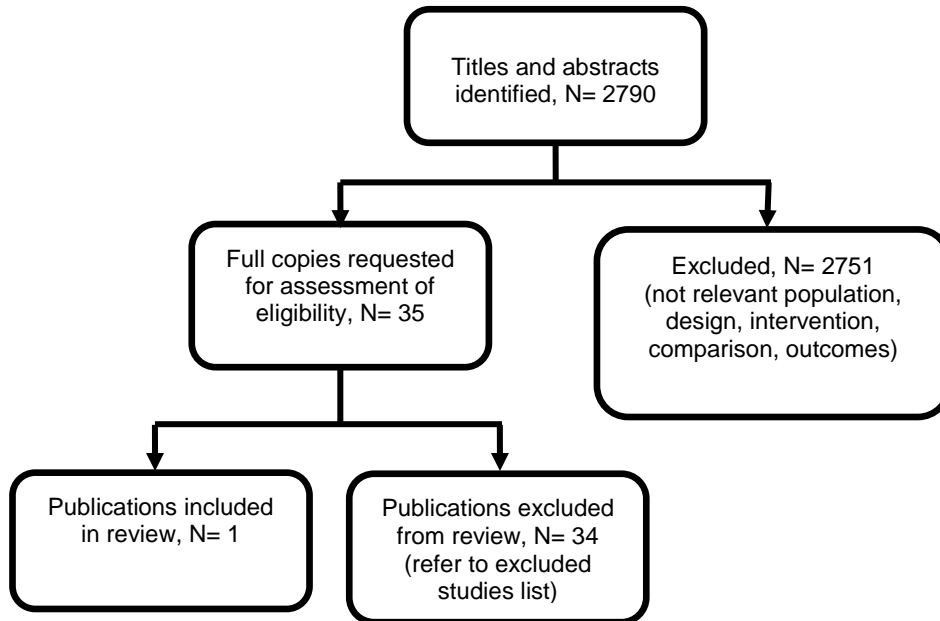 Titles and abstracts
identified, N= 2790
Full copies requested
for assessment of
eligibility, N= 35
Excluded, N= 2751
(not relevant population,
design, intervention,
comparison, outcomes)
Publications included
in review, N= 1
Publications excluded
from review, N= 34
(refer to excluded
studies list)